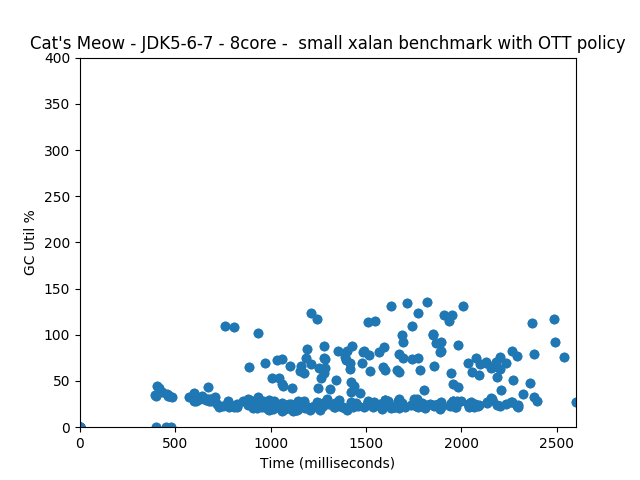 Cat's Meow - JDK5-6-7 - 8core -  small xalan benchmark with OTT policy
400
350
300
250
200
150
100
50
0
GC Util %
0 500 1000 1500 2000 2500
Time (milliseconds)